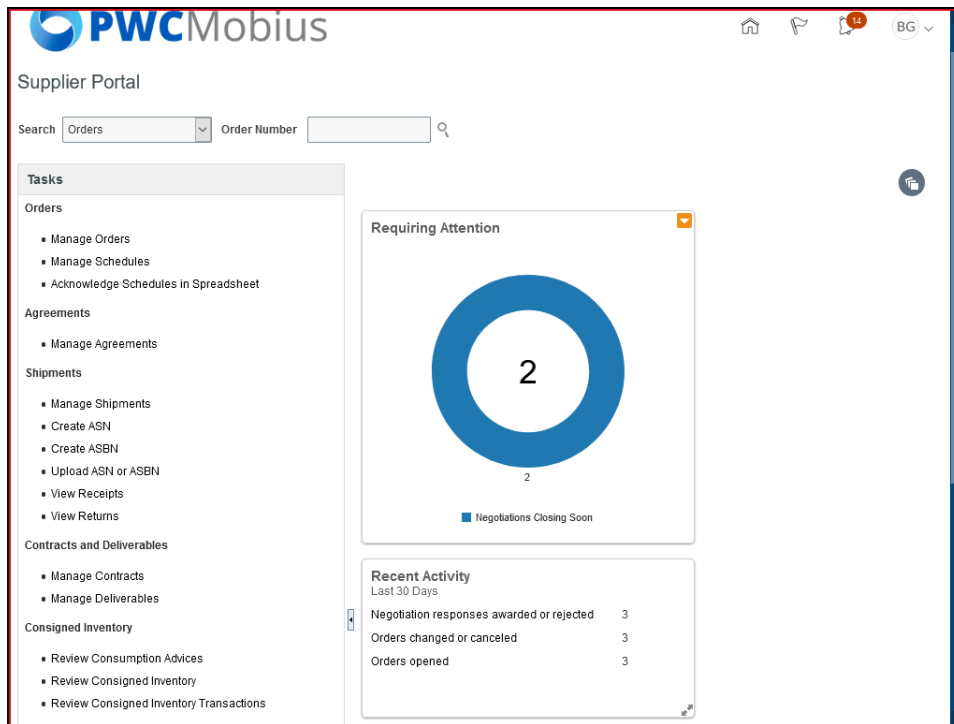 PWCMobius
14
BG
Supplier Portal
Search Orders Order Number
Tasks
Orders
Manage Orders
Manage Schedules
Acknowledge Schedules in Spreadsheet
Agreements
Manage Agreements
Shipments
Manage Shipments
Create ASN
Create ASBN
Upload ASN or ASBN
View Receipts
View Returns
Contracts and Deliverables
Manage Contracts
Manage Deliverables
Consigned Inventory
Review Consumption Advices
Review Consigned Inventory
Review Consigned Inventory Transactions
Requiring Attention
2
2
Negotiations Closing Soon
Recent Activity
Last 30 Days
Negotiation responses awarded or rejected 3
Orders changed or canceled 3
Orders opened 3